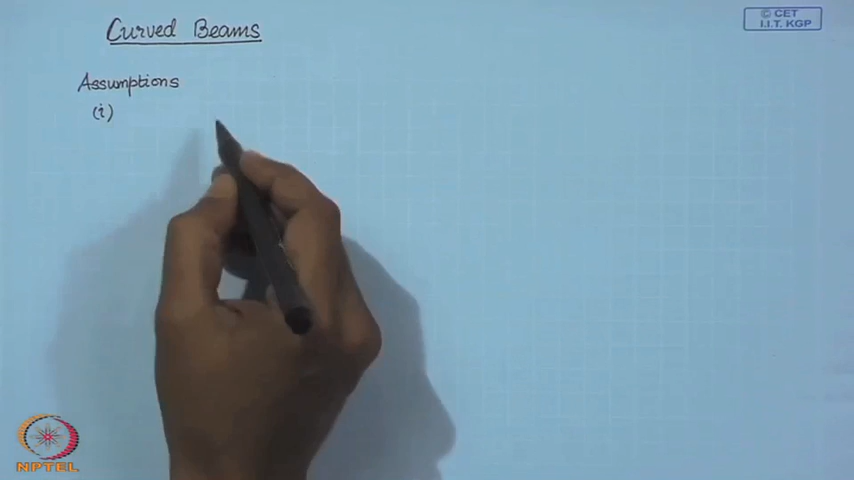 Curved Beams
© CET
I.I.T. KGP
Assumptions
(i)
NPTEL